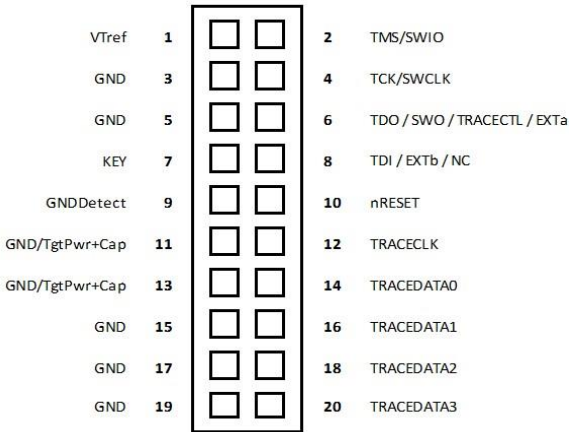 VTref 1 2 TMS/SWIO
GND 3 4 TCK/SWCLK
GND 5 6 TDO / SWO / TRACECTL / EXTa
KEY 7 8 TDI / EXTb / NC
GNDDetect 9 10 nRESET
GND/TgtPwr+Cap 11 12 TRACECLK
GND/TgtPwr+Cap 13 14 TRACEDATA0
GND 15 16 TRACEDATA1
GND 17 18 TRACEDATA2
GND 19 20 TRACEDATA3